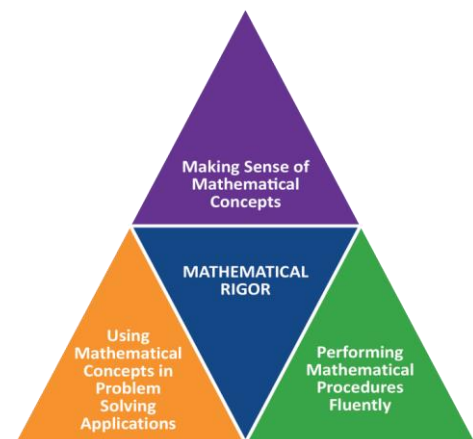 Making Sense of
Mathematical
Concepts
MATHEMATICAL
RIGOR
Using
Mathematical
Concepts in
Problem
Solving
Applications
Performing
Mathematical
Procedures
Fluently